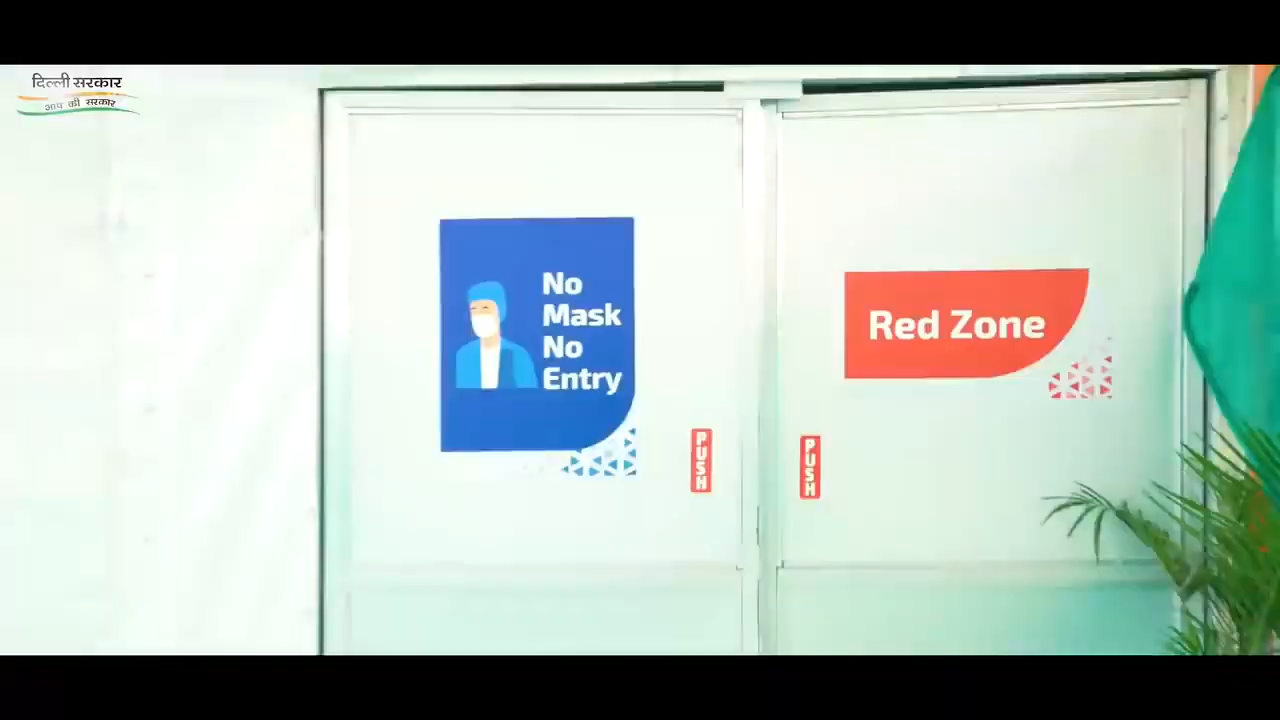 दिल्ली सरकार
आप की सरकार
No
Mask
No
Entry
Red Zone
PUSH
PUSH